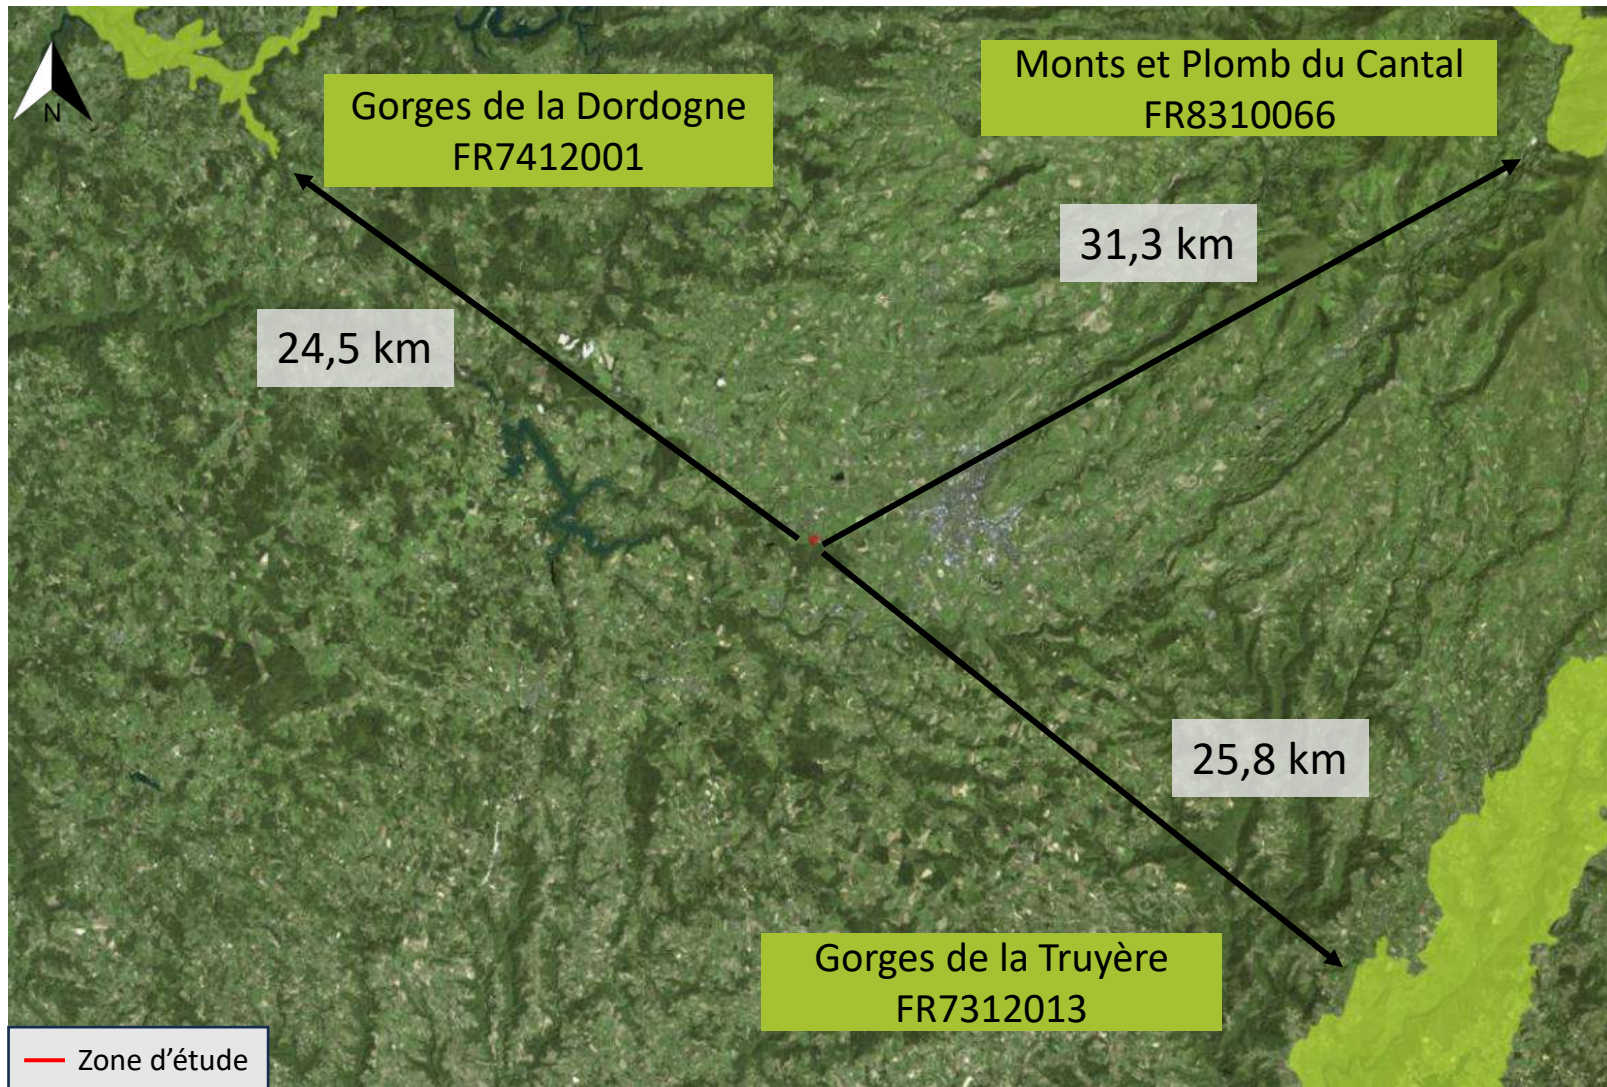 N
Gorges de la Dordogne
FR7412001
Monts et Plomb du Cantal
FR8310066
31,3 km
24,5 km
25,8 km
Gorges de la Truyère
FR7312013
Zone d'étude